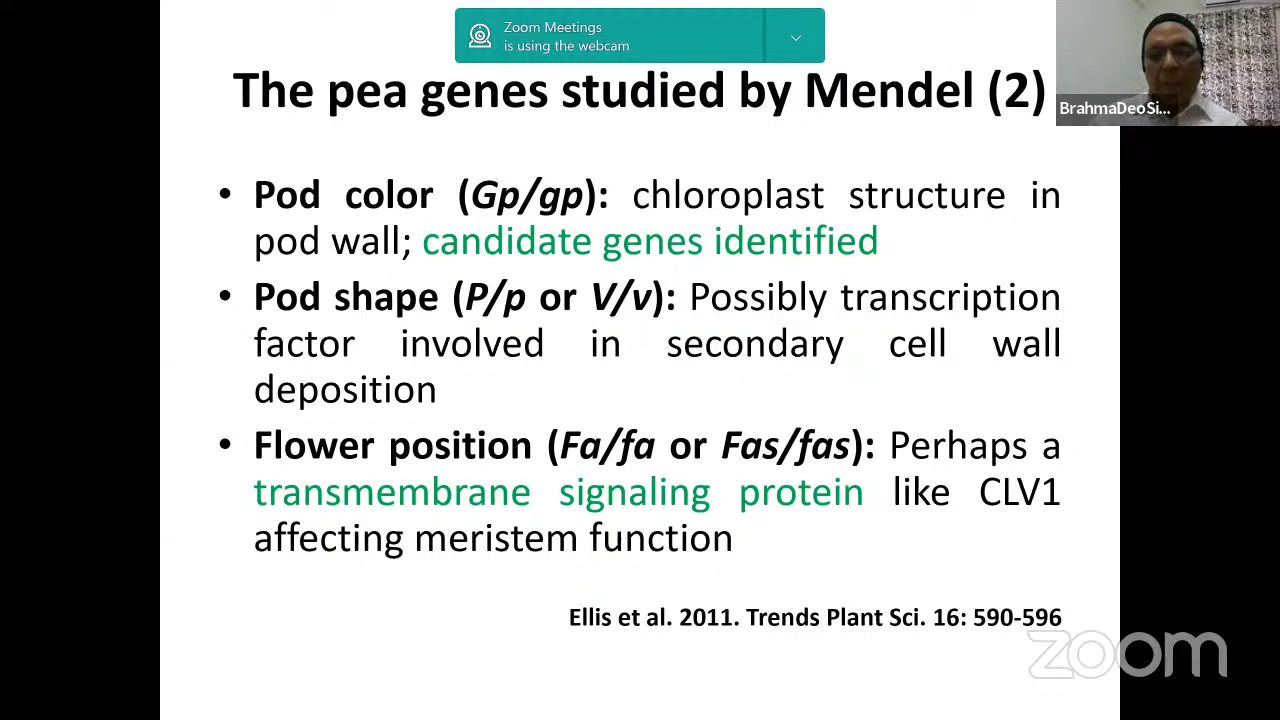 Zoom Meetings
is using the webcam
The pea genes studied by Mendel (2)
BrahmaDeoSi...
• Pod color (Gp/gp): chloroplast structure in
pod wall; candidate genes identified
• Pod shape (P/p or V/v): Possibly transcription
factor involved in secondary cell wall
deposition
• Flower position (Fa/fa or Fas/fas): Perhaps a
transmembrane signaling protein like CLV1
affecting meristem function
Ellis et al. 2011. Trends Plant Sci. 16: 590-596
zoom